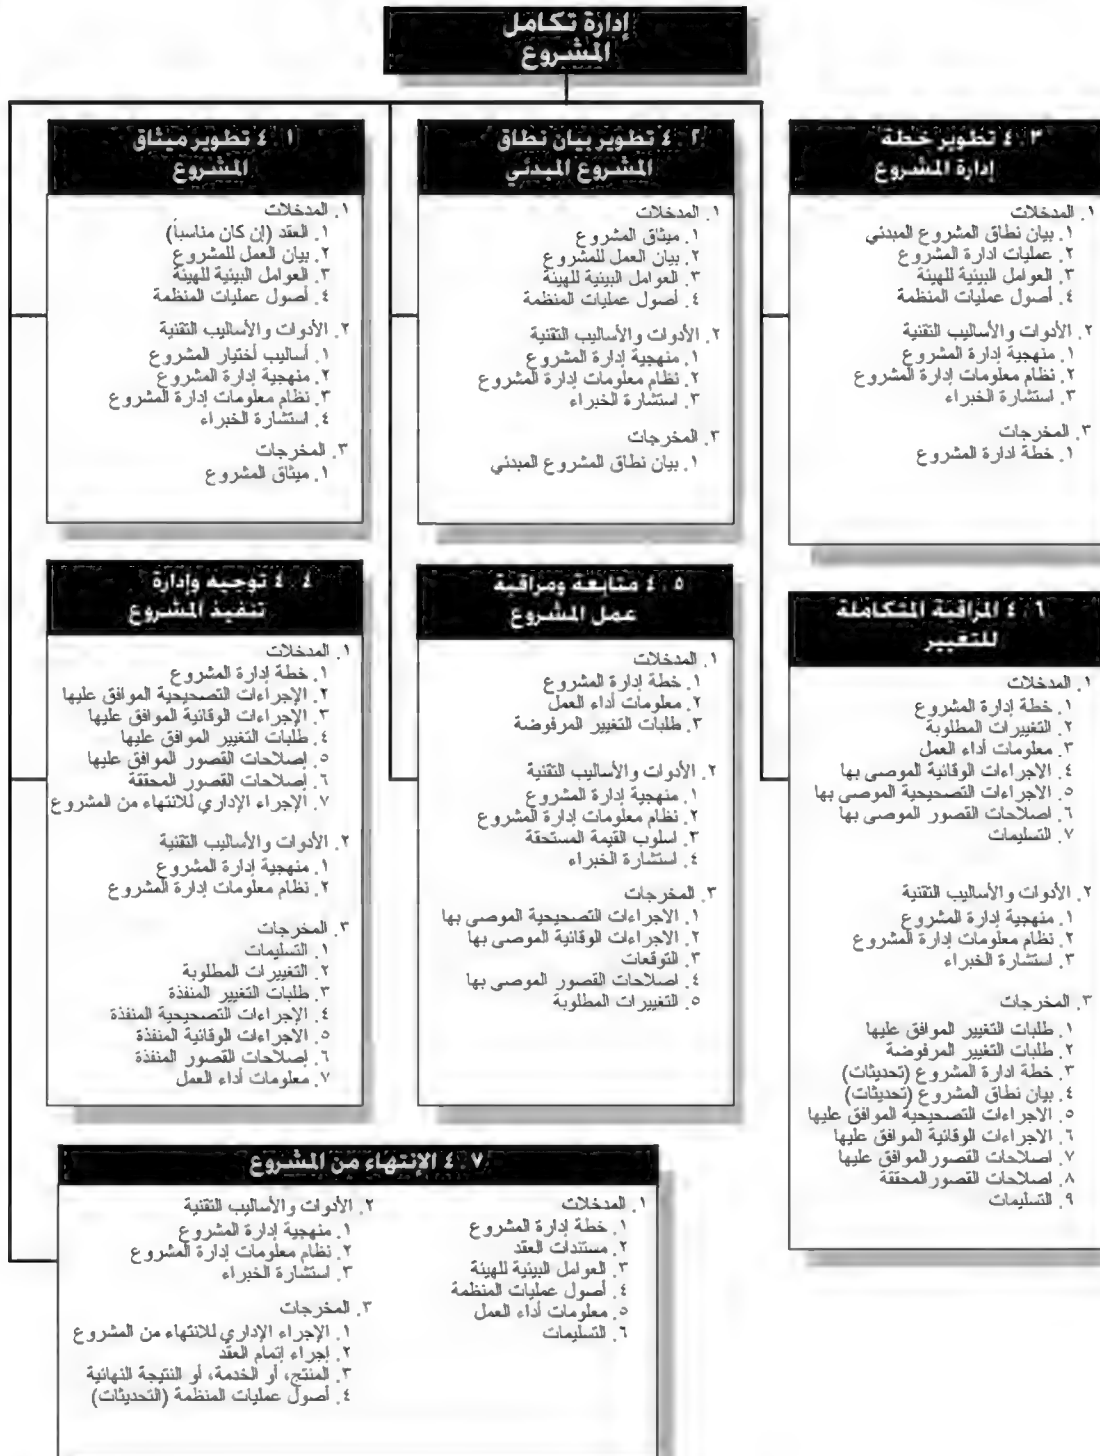 إدارة تكامل
المشروع
٤.١ تطوير ميثاق
المشروع
١. المدخلات
١. العقد (إن كان مناسباً)
٢. بيان العمل للمشروع
٣. العوامل البيئية للهيئة
٤. أصول عمليات المنظمة
٢. الأدوات والأساليب التقنية
١. أساليب أختيار المشروع
٢. منهجية إدارة المشروع
٣. نظام معلومات إدارة المشروع
٤. استشارة الخبراء
٣. المخرجات
١. ميثاق المشروع
٤.٢ تطوير بيان نطاق
المشروع المبدئي
١. المدخلات
١. ميثاق المشروع
٢. بيان العمل للمشروع
٣. العوامل البيئية للهيئة
٤. أصول عمليات المنظمة
٢. الأدوات والأساليب التقنية
١. منهجية إدارة المشروع
٢. نظام معلومات إدارة المشروع
٣. استشارة الخبراء
٣. المخرجات
١. بيان نطاق المشروع المبدئي
٤.٣ تطوير خطة
إدارة المشروع
١. المدخلات
١. بيان نطاق المشروع المبدئي
٢. عمليات ادارة المشروع
٣. العوامل البيئية للهيئة
٤. أصول عمليات المنظمة
٢. الأدوات والأساليب التقنية
١. منهجية إدارة المشروع
٢. نظام معلومات إدارة المشروع
٣. استشارة الخبراء
٣. المخرجات
١. خطة ادارة المشروع
٤.٤ توجيه وإدارة
تنفيذ المشروع
١. المدخلات
١. خطة إدارة المشروع
٢. الإجراءات التصحيحية الموافق عليها
٣. الإجراءات الوقائية الموافق عليها
٤. طلبات التغيير الموافق عليها
٥. إصلاحات القصور الموافق عليها
٦. إصلاحات القصور المحققة
٧. الإجراء الإداري للانتهاء من المشروع
٢. الأدوات والأساليب التقنية
١. منهجية إدارة المشروع
٢. نظام معلومات إدارة المشروع
٣. المخرجات
١. التسليمات
٢. التغييرات المطلوبة
٣. طلبات التغيير المنفذة
٤. الإجراءات التصحيحية المنفذة
٥. الاجراءات الوقائية المنفذة
٦. إصلاحات القصور المنفذة
٧. معلومات أداء العمل
٤.٥ متابعة ومراقبة
عمل المشروع
١. المدخلات
١. خطة إدارة المشروع
٢. معلومات أداء العمل
٣. طلبات التغيير المرفوضة
٢. الأدوات والأساليب التقنية
١. منهجية إدارة المشروع
٢. نظام معلومات إدارة المشروع
٣. اسلوب القيمة المستحقة
٤. استشارة الخبراء
٣. المخرجات
١. الاجراءات التصحيحية الموصى بها
٢. الاجراءات الوقائية الموصى بها
٣. التوقعات
٤. اصلاحات القصور الموصى بها
٥. التغييرات المطلوبة
٤.٦ المراقبة المتكاملة
للتغيير
١. المدخلات
١. خطة إدارة المشروع
٢. التغييرات المطلوبة
٣. معلومات أداء العمل
٤. الاجراءات الوقائية الموصى بها
٥. الاجراءات التصحيحية الموصى بها
٦. اصلاحات القصور الموصى بها
٧. التسليمات
٢. الأدوات والأساليب التقنية
١. منهجية إدارة المشروع
٢. نظام معلومات إدارة المشروع
٣. استشارة الخبراء
٣. المخرجات
١. طلبات التغيير الموافق عليها
٢. طلبات التغيير المرفوضة
٣. خطة ادارة المشروع (تحديثات)
٤. بيان نطاق المشروع (تحديثات)
٥. الاجراءات التصحيحية الموافق عليها
٦. الاجراءات الوقائية الموافق عليها
٧. اصلاحات القصور الموافق عليها
٨. اصلاحات القصور المحققة
٩. التسليمات
٤.٧ الإنتهاء من المشروع
١. المدخلات
١. خطة إدارة المشروع
٢. مستندات العقد
٣. العوامل البيئية للهيئة
٤. أصول عمليات المنظمة
٥. معلومات أداء العمل
٦. التسليمات
٢. الأدوات والأساليب التقنية
١. منهجية إدارة المشروع
٢. نظام معلومات إدارة المشروع
٣. استشارة الخبراء
٣. المخرجات
١. الإجراء الإداري للانتهاء من المشروع
٢. إجراء إتمام العقد
٣. المنتج، أو الخدمة، أو النتيجة النهائية
٤. أصول عمليات المنظمة (التحديثات)